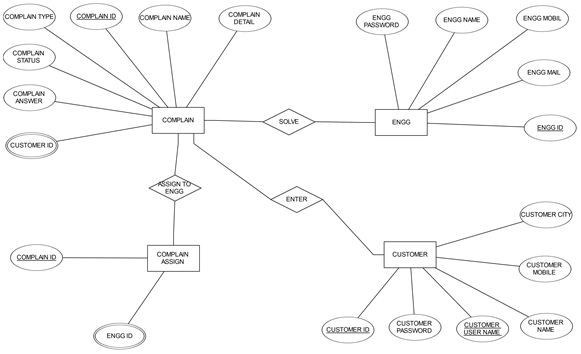 COMPLAIN TYPE
COMPLAIN ID
COMPLAIN NAME
COMPLAIN
DETAIL
ENGG
PASSWORD
ENGG NAME
ENGG MOBIL
COMPLAIN
STATUS
ENGG MAIL
COMPLAIN
ANSWER
COMPLAIN
SOLVE
ENGG
ENGG ID
CUSTOMER ID
ASSIGN TO
ENGG
ENTER
CUSTOMER CITY
COMPLAIN ID
COMPLAIN
ASSIGN
CUSTOMER
CUSTOMER
MOBILE
CUSTOMER ID
CUSTOMER
PASSWORD
CUSTOMER
USER NAME
CUSTOMER
NAME
ENGG ID